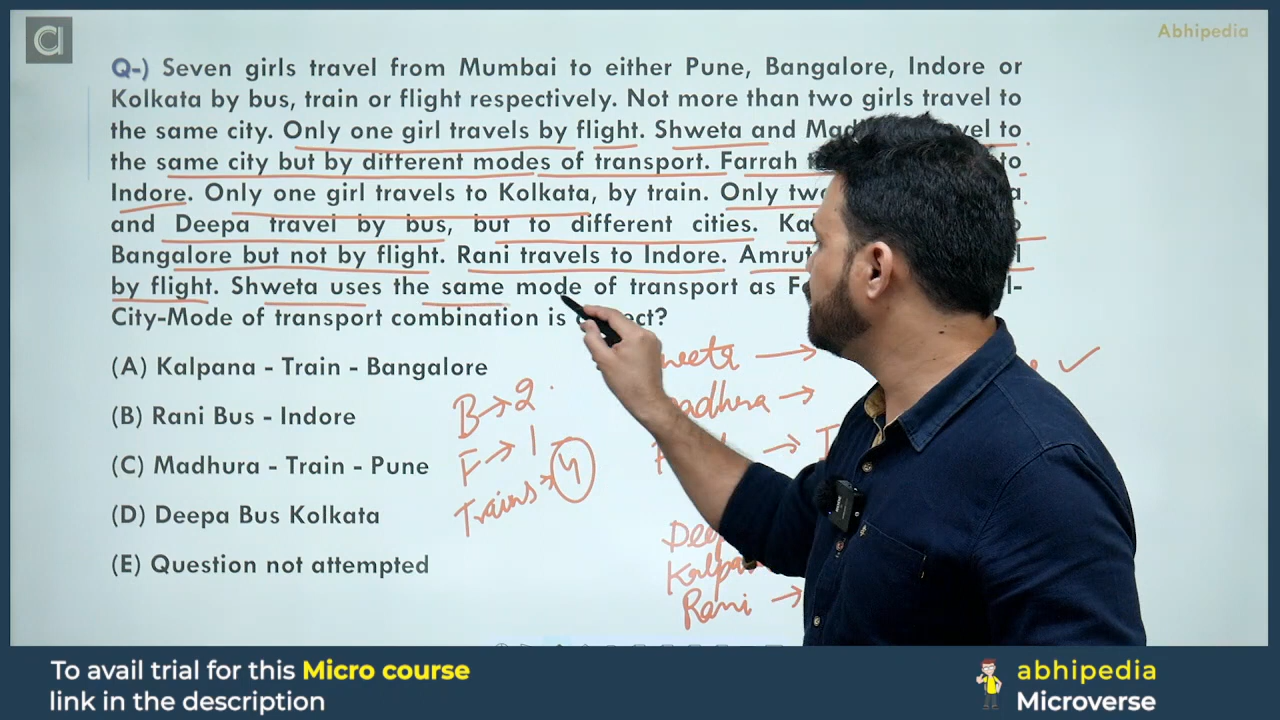 Abhipedia
Q-) Seven girls travel from Mumbai to either Pune, Bangalore, Indore or
Kolkata by bus, train or flight respectively. Not more than two girls travel to
the same city. Only one girl travels by flight. Shweta and to
the same city but by different modes of transport. Farrah to
Indore. Only one girl travels to Kolkata, by train. Only
and Deepa travel by bus, but to different cities.
Bangalore but not by flight. Rani travels to Indore.
by flight. Shweta uses the same mode of transport as
City-Mode of transport combination is
(A) Kalpana - Train - Bangalore
(B) Rani Bus - Indore
(C) Madhura - Train - Pune
(D) Deepa Bus Kolkata
(E) Question not attempted
B→2
F→1
Trains→4
→
→
→
Rani →
✓
To avail trial for this Micro course
link in the description
abhipedia
Microverse